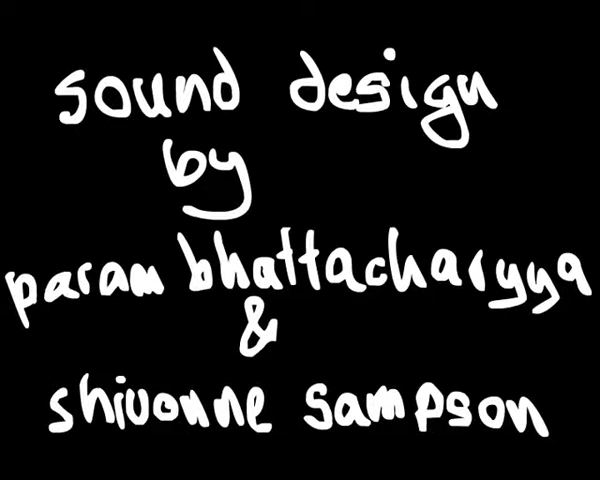 sound design
by
param bhattacharyya
&
shivonne sampson